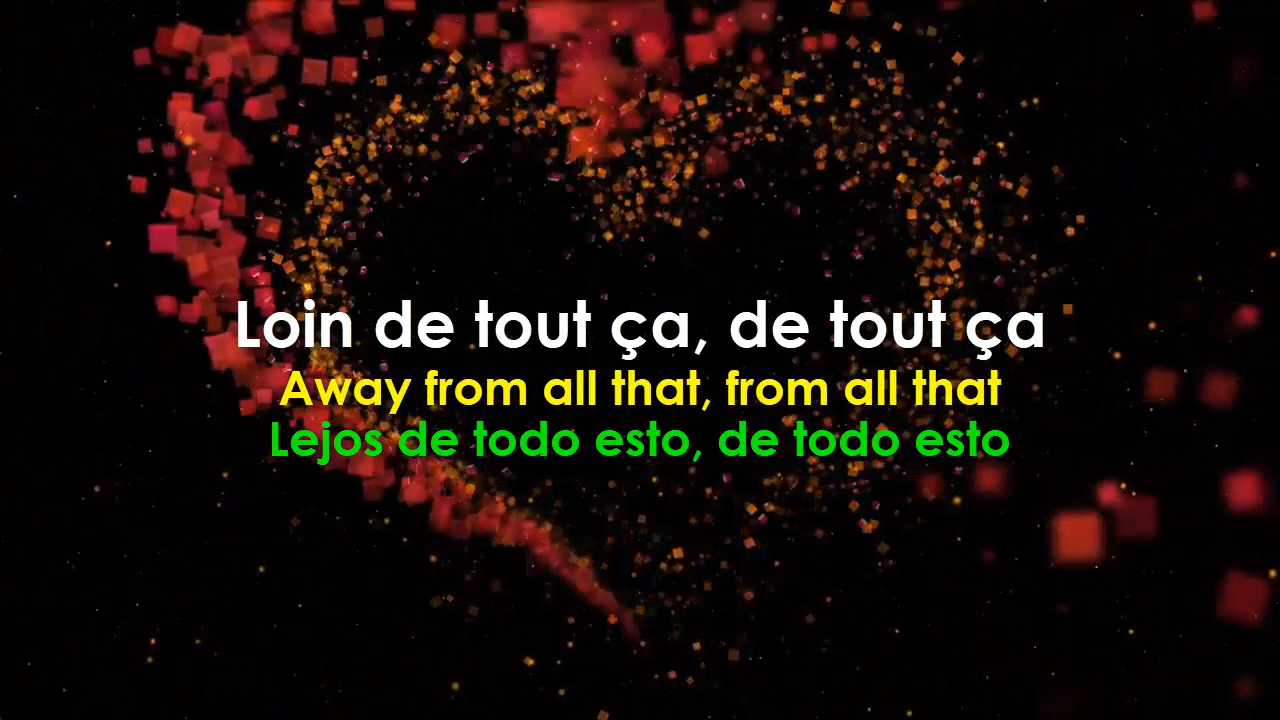 Loin de tout ça, de tout ça
Away from all that, from all that
Lejos de todo esto, de todo esto